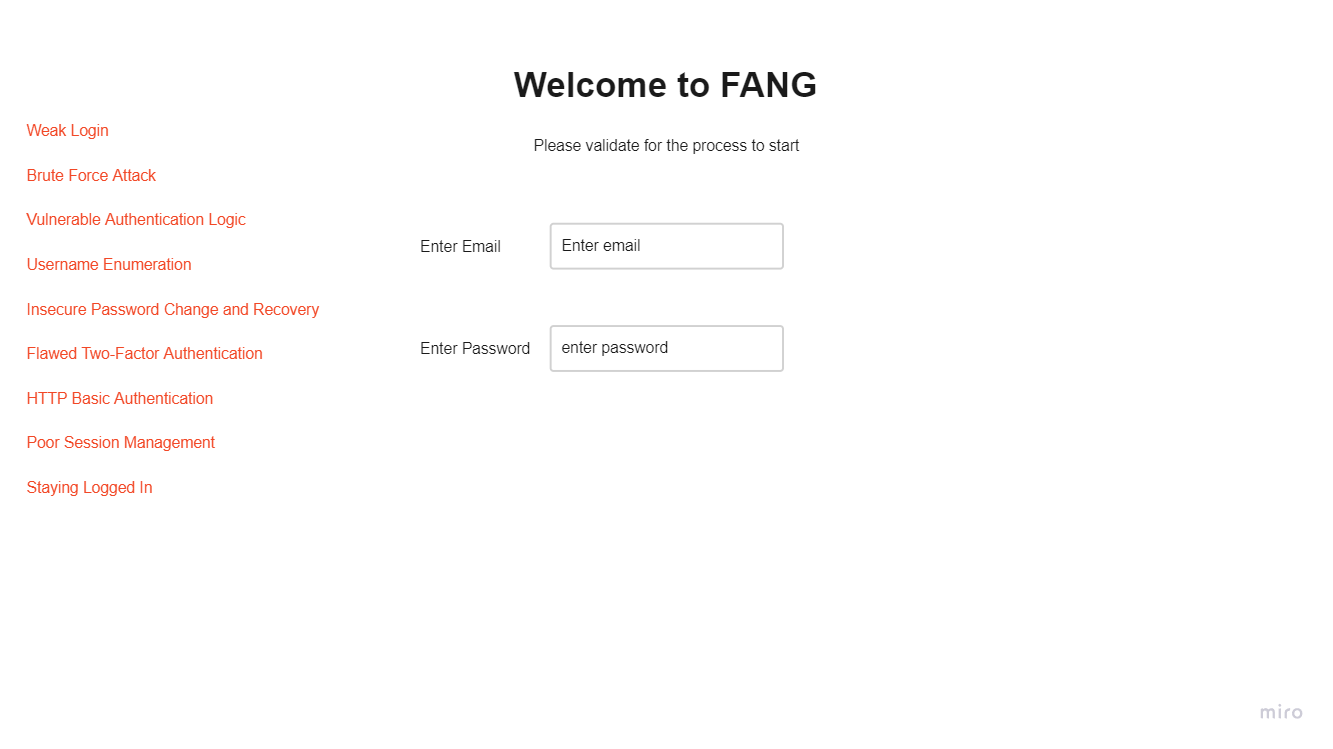 Welcome to FANG
Please validate for the process to start
Weak Login
Brute Force Attack
Vulnerable Authentication Logic
Username Enumeration
Insecure Password Change and Recovery
Flawed Two-Factor Authentication
HTTP Basic Authentication
Poor Session Management
Staying Logged In
Enter Email
Enter email
Enter Password
enter password
miro